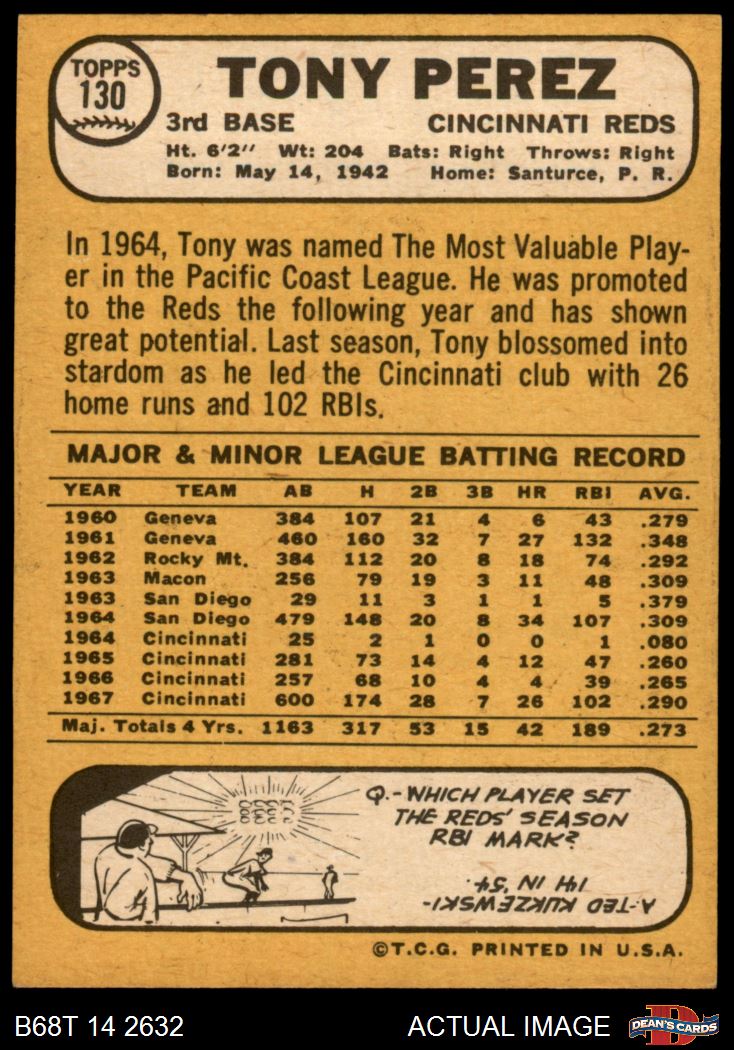 TOPPS
130
TONY PEREZ
3rd BASE CINCINNATI REDS
Ht. 6'2" Wt: 204 Bats: Right Throws: Right
Born: May 14, 1942 Home: Santurce, P. R.
In 1964, Tony was named The Most Valuable Play-
er in the Pacific Coast League. He was promoted
to the Reds the following year and has shown
great potential. Last season, Tony blossomed into
stardom as he led the Cincinnati club with 26
home runs and 102 RBIs.
MAJOR & MINOR LEAGUE BATTING RECORD
YEAR TEAM AB H 2B 3B HR RBI AVG.
1960 Geneva 384 107 21 4 6 43 .279
1961 Geneva 460 160 32 7 27 132 .348
1962 Rocky Mt. 384 112 20 8 18 74 .292
1963 Macon 256 79 19 3 11 48 .309
1963 San Diego 29 11 3 1 1 5 .379
1964 San Diego 479 148 20 8 34 107 .309
1964 Cincinnati 25 2 1 0 0 1 .080
1965 Cincinnati 281 73 14 4 12 47 .260
1966 Cincinnati 257 68 10 4 4 39 .265
1967 Cincinnati 600 174 28 7 26 102 .290
Maj. Totals 4 Yrs. 1163 317 53 15 42 189 .273
Q.-WHICH PLAYER SET
THE REDS' SEASON
RBI MARK?
A-TED KLUKZEWSKI-
141 IN '54.
©T.C.G. PRINTED IN U.S.A.
B68T 14 2632 ACTUAL IMAGE DEAN'S CARDS